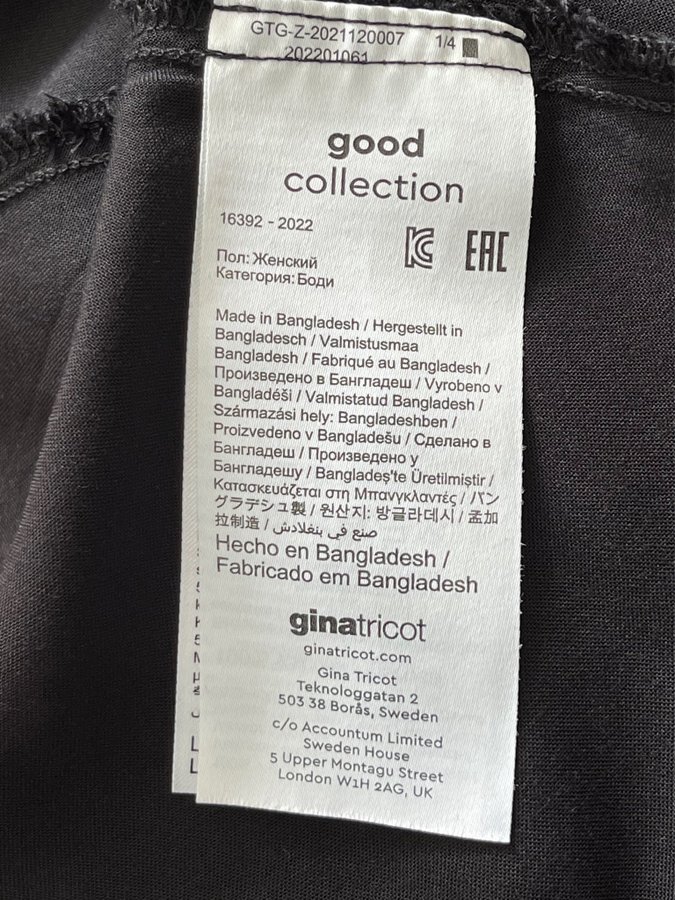 GTG-Z-2021120007 1/4
202201061
good
collection
16392 - 2022
EAC
Пол: Женский
Категория: Боди
Made in Bangladesh / Hergestellt in
Bangladesch / Valmistusmaa
Bangladesh / Fabriqué au Bangladesh /
Произведено в Бангладеш / Vyrobeno v
Bangladéši / Valmistatud Bangladesh /
Származási hely: Bangladeshben /
Proizvedeno v Bangladešu / Сделано в
Бангладеш / Произведено у
Бангладешу / Bangladeş'te Üretilmiştir /
Κατασκευάζεται στη Μπανγκλαντές / バン
グラデシュ製 / 원산지: 방글라데시 / 孟加
拉制造 / صنع في بنغلادش
Hecho en Bangladesh /
Fabricado em Bangladesh
ginatricot
ginatricot.com
Gina Tricot
Teknologgatan 2
503 38 Borås, Sweden
c/o Accountum Limited
Sweden House
5 Upper Montagu Street
London W1H 2AG, UK